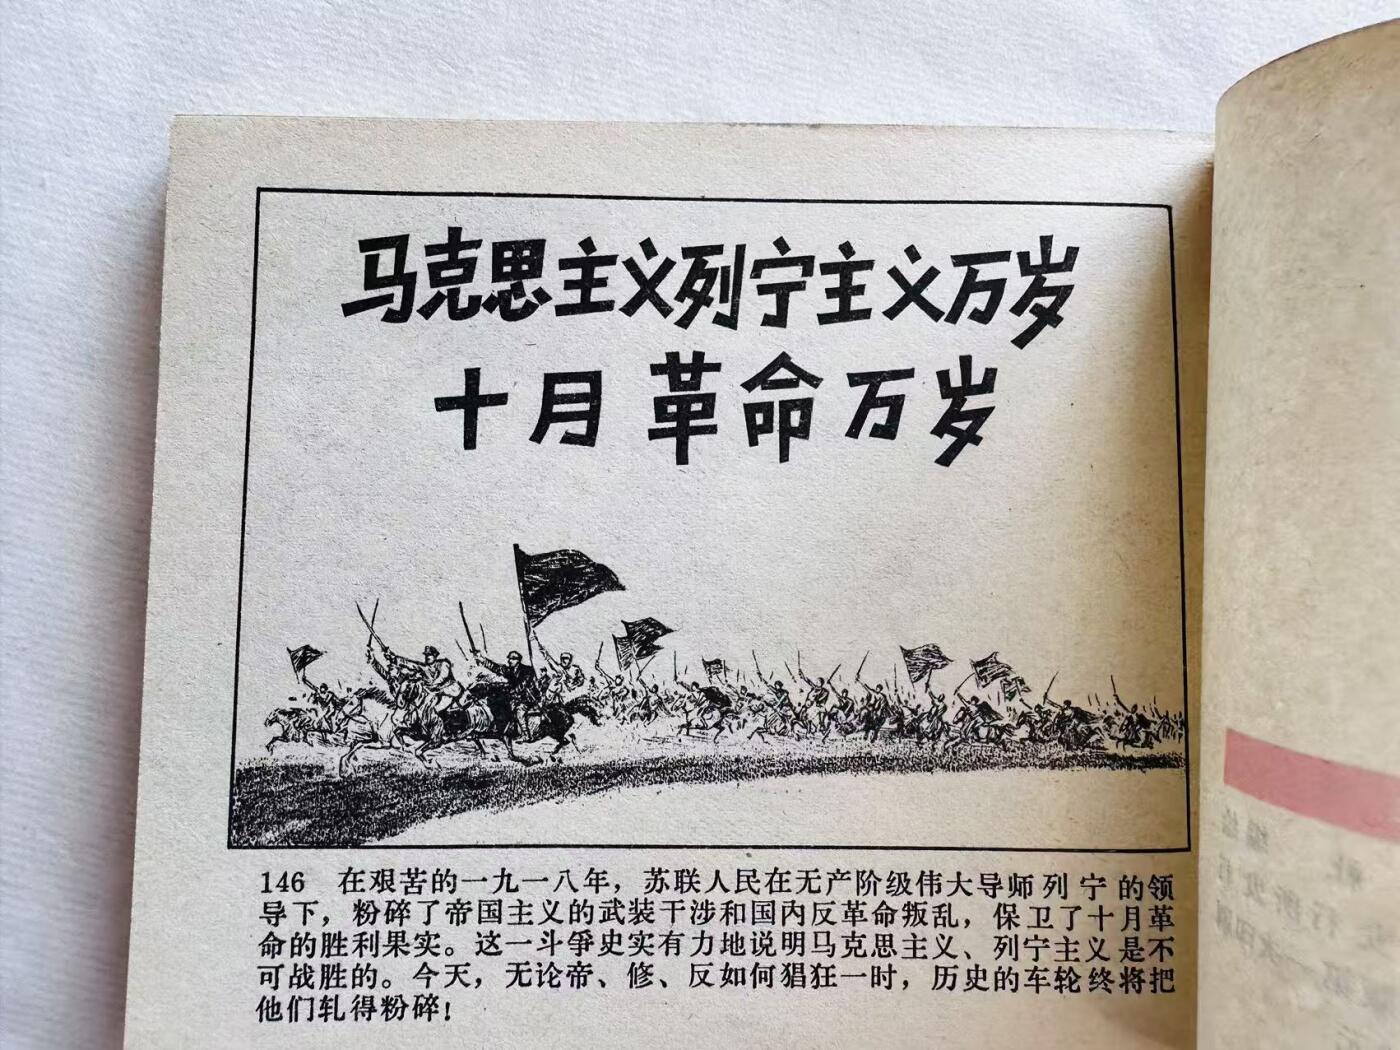 马克思主义列宁主义万岁
十月革命万岁
146 在艰苦的一九一八年，苏联人民在无产阶级伟大导师列宁的领
导下，粉碎了帝国主义的武装干涉和国内反革命叛乱，保卫了十月革
命的胜利果实。这一斗争史实有力地说明马克思主义、列宁主义是不
可战胜的。今天，无论帝、修、反如何猖狂一时，历史的车轮终将把
他们轧得粉碎！